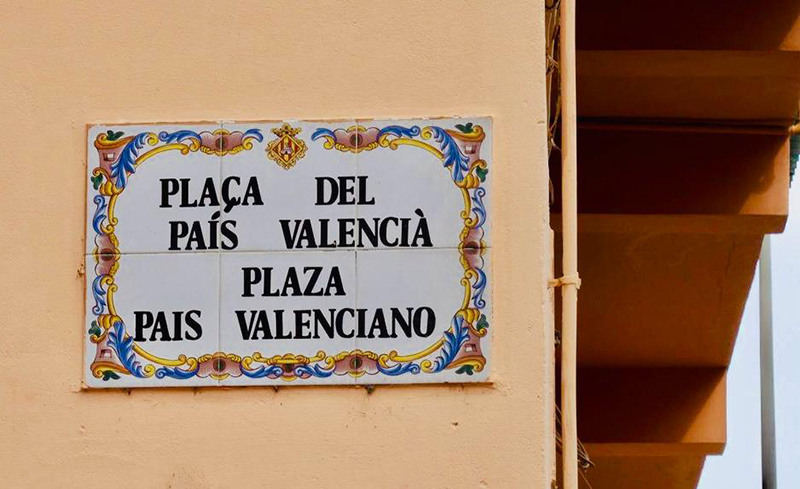 PLAÇA DEL
PAÍS VALENCIÀ
PLAZA
PAIS VALENCIANO